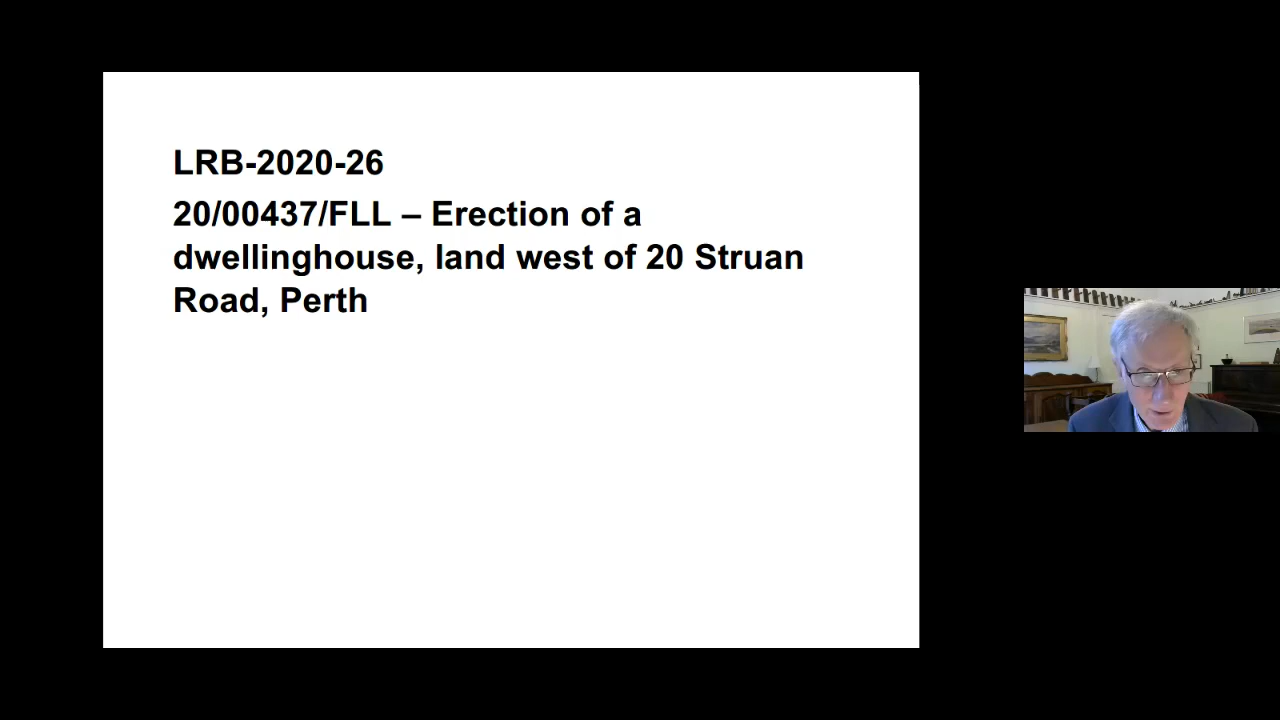 LRB-2020-26
20/00437/FLL – Erection of a
dwellinghouse, land west of 20 Struan
Road, Perth